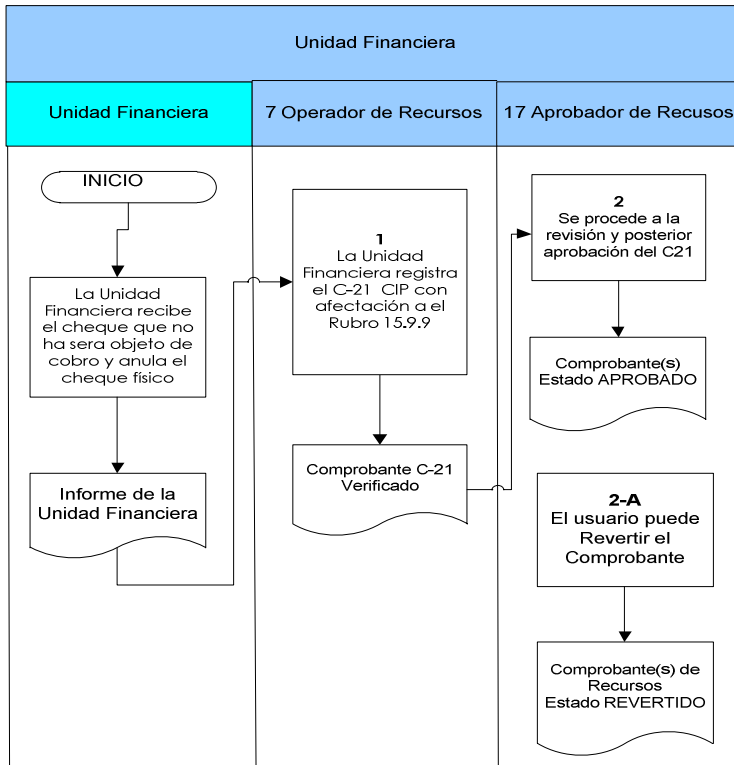 Unidad Financiera
Unidad Financiera
7 Operador de Recursos
17 Aprobador de Recusos
INICIO
La Unidad
Financiera recibe
el cheque que no
ha sera objeto de
cobro y anula el
cheque físico
Informe de la
Unidad Financiera
1
La Unidad
Financiera registra
el C-21 CIP con
afectación a el
Rubro 15.9.9
Comprobante C-21
Verificado
2
Se procede a la
revisión y posterior
aprobación del C21
Comprobante(s)
Estado APROBADO
2-A
El usuario puede
Revertir el
Comprobante
Comprobante(s) de
Recursos
Estado REVERTIDO